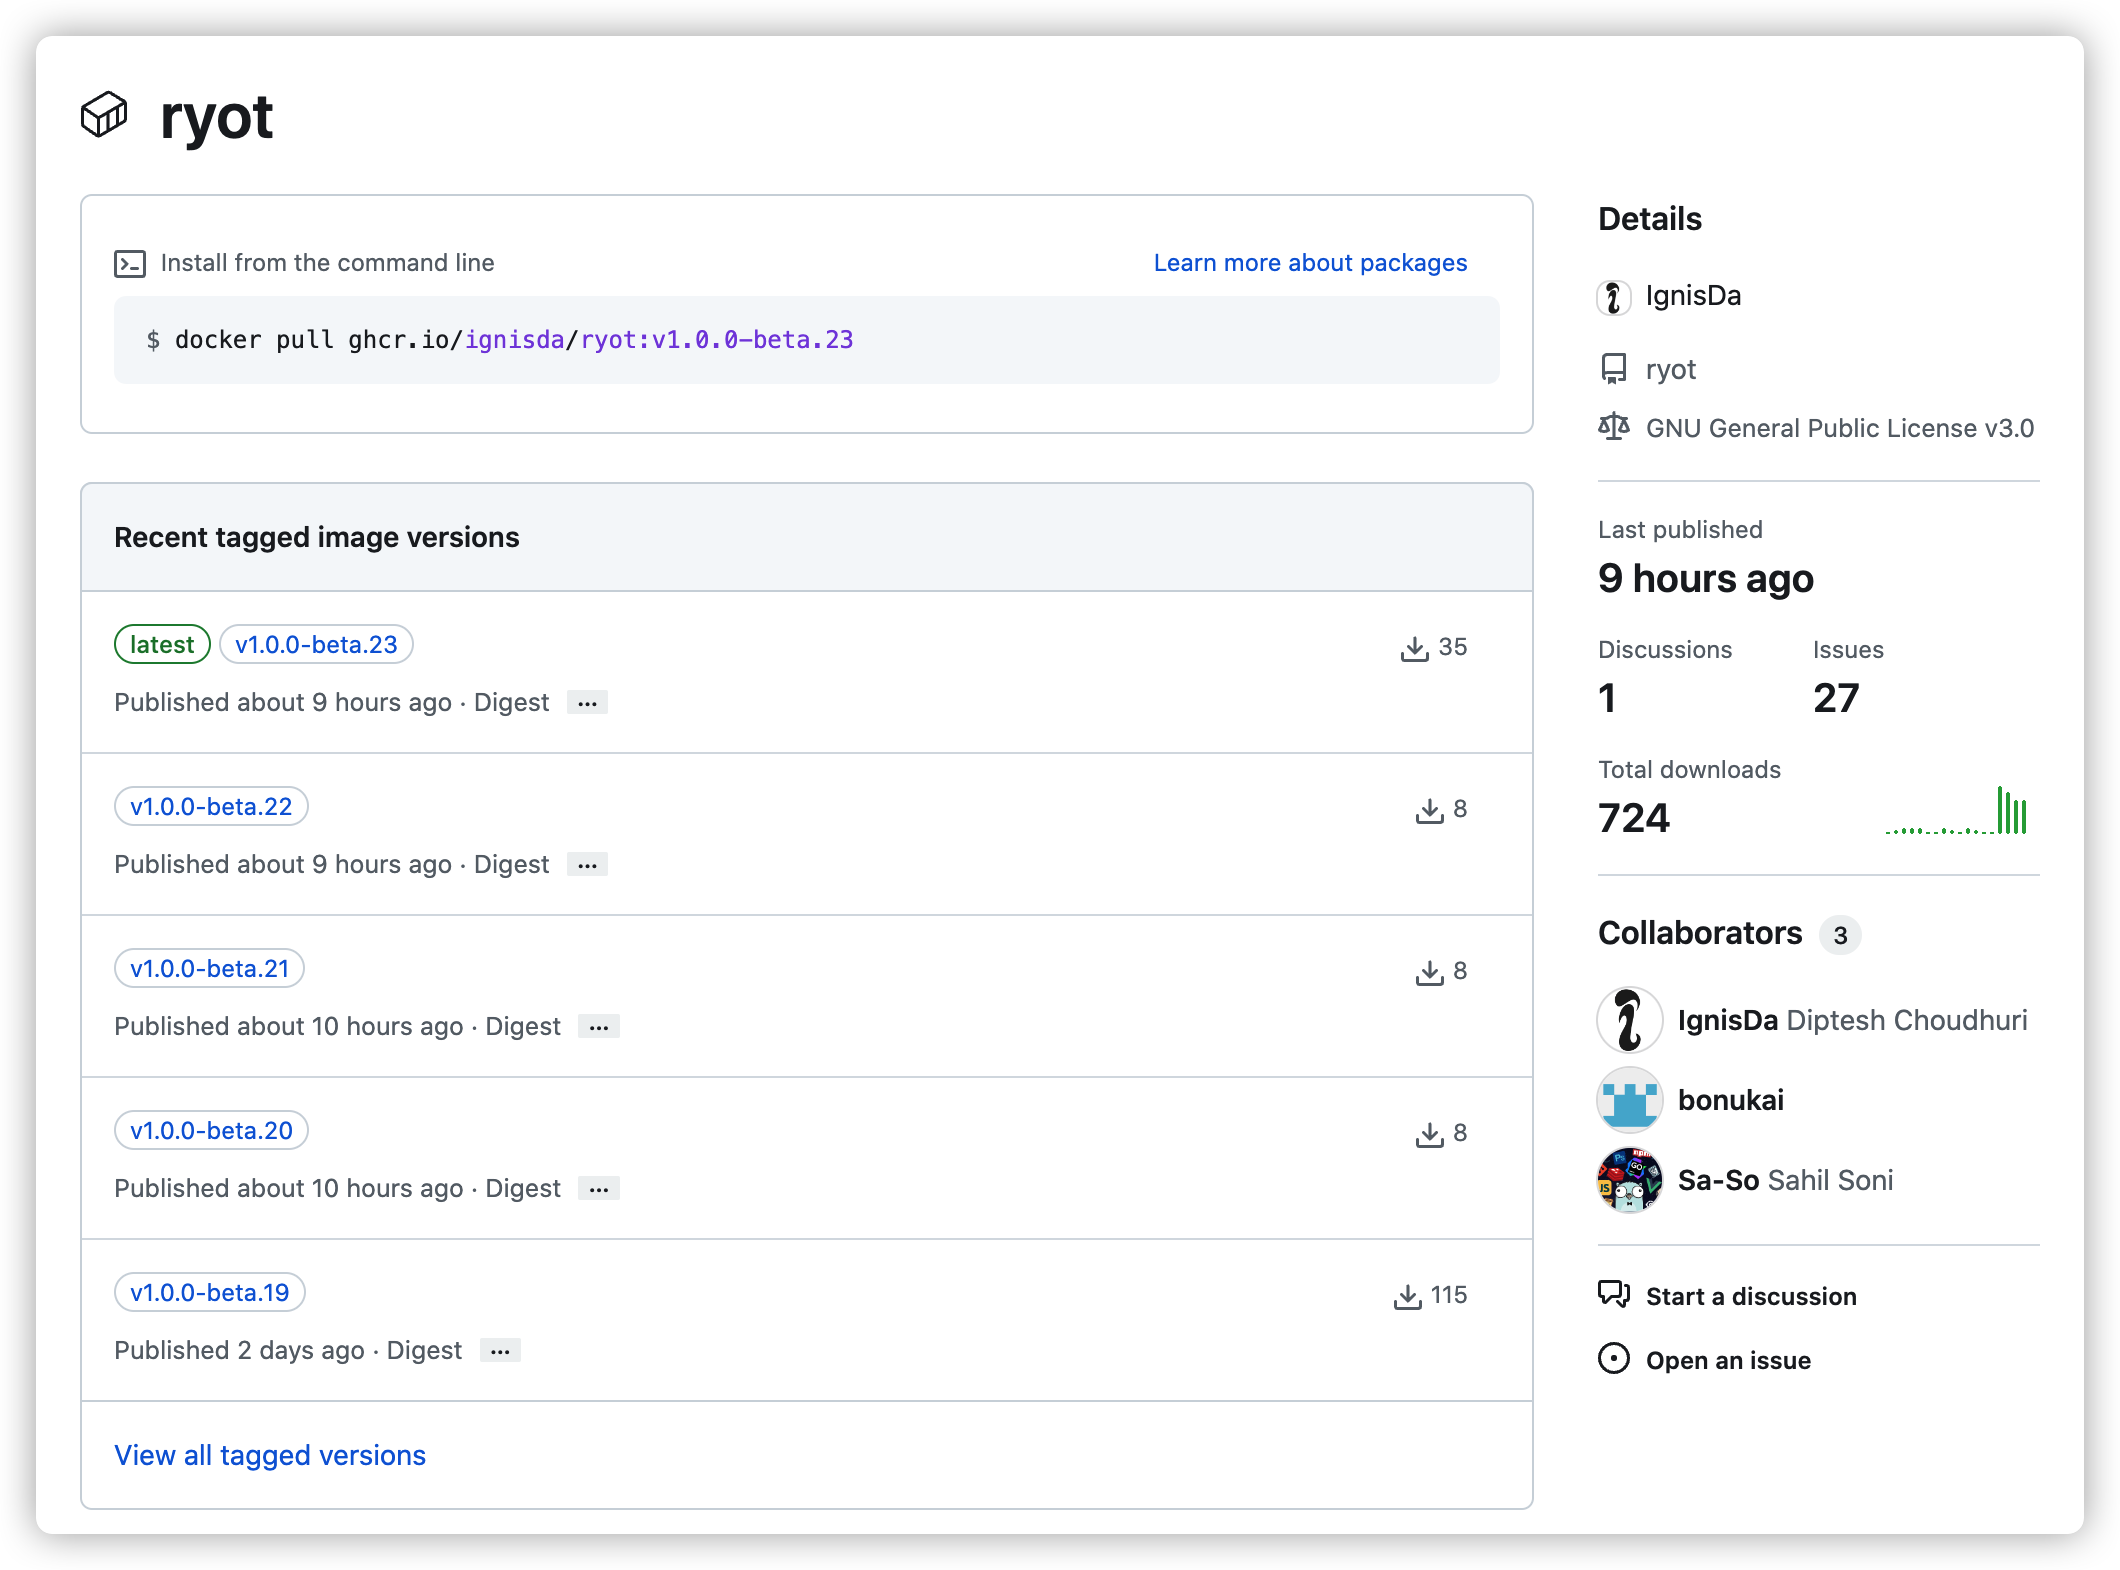 ryot
Install from the command line
Learn more about packages
$ docker pull ghcr.io/ignisda/ryot:v1.0.0-beta.23
Recent tagged image versions
latest v1.0.0-beta.23
35
Published about 9 hours ago · Digest ...
v1.0.0-beta.22
8
Published about 9 hours ago · Digest ...
v1.0.0-beta.21
8
Published about 10 hours ago · Digest ...
v1.0.0-beta.20
8
Published about 10 hours ago · Digest ...
v1.0.0-beta.19
115
Published 2 days ago · Digest ...
View all tagged versions
Details
IgnisDa
ryot
GNU General Public License v3.0
Last published
9 hours ago
Discussions
1
Issues
27
Total downloads
724
Collaborators 3
IgnisDa Diptesh Choudhuri
bonukai
Sa-So Sahil Soni
Start a discussion
Open an issue